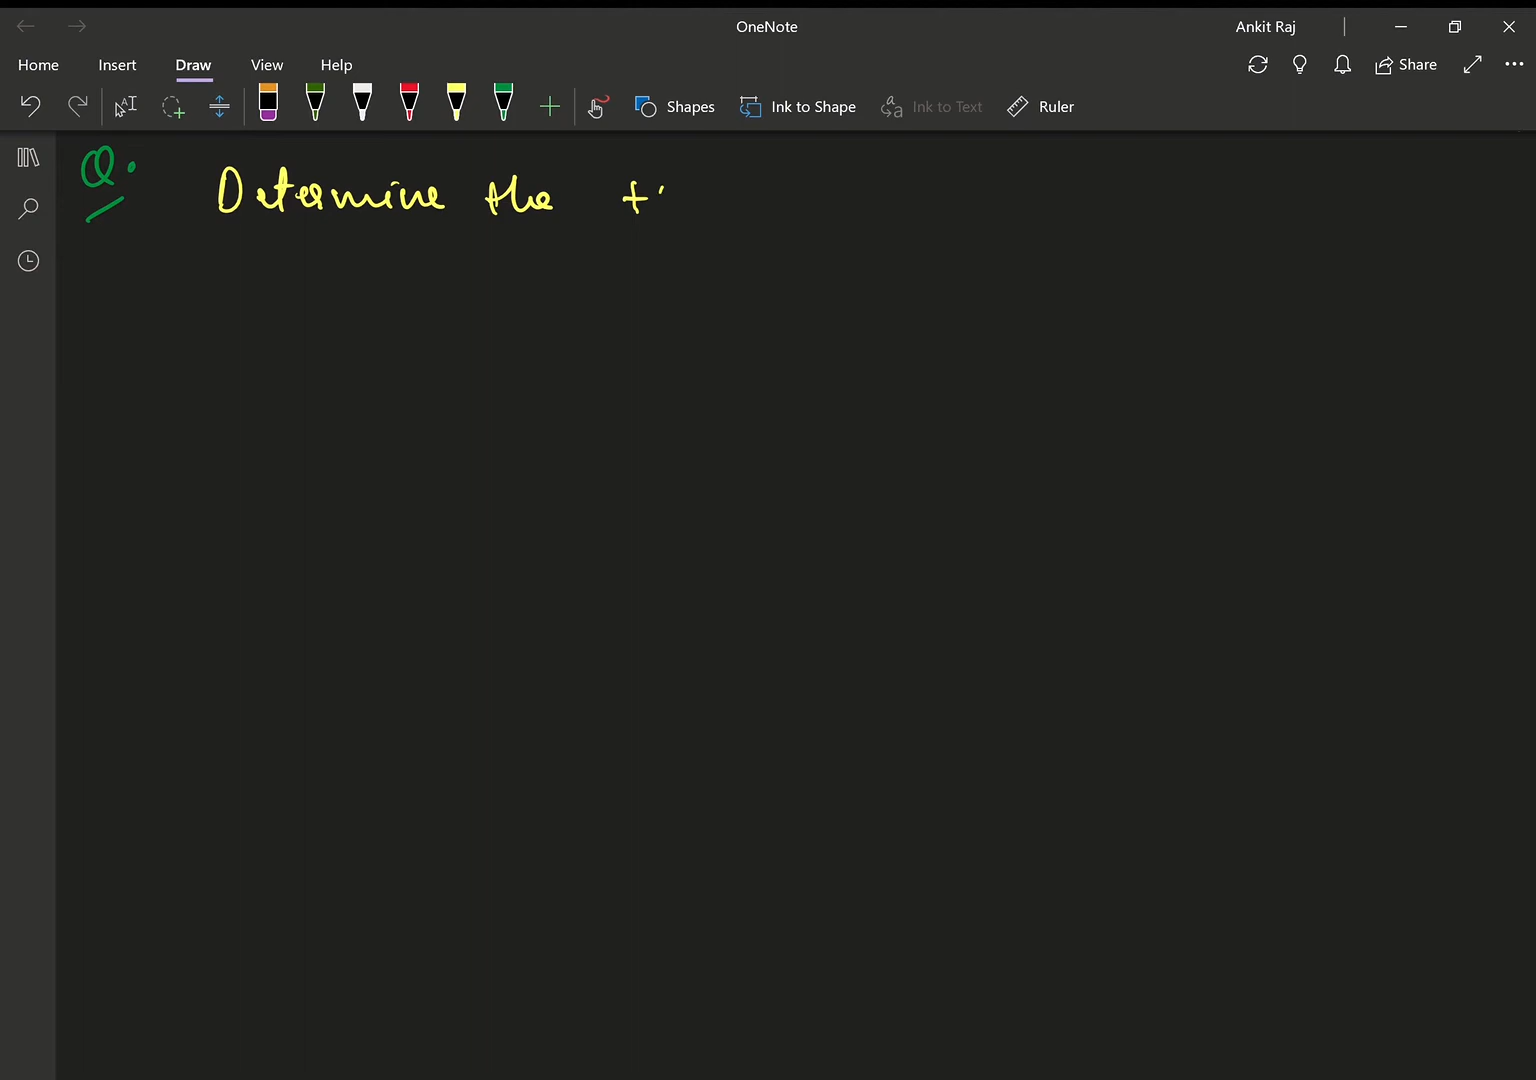 OneNote
Ankit Raj
Home Insert Draw View Help
Share
Shapes Ink to Shape Ink to Text Ruler
Q. Determine the